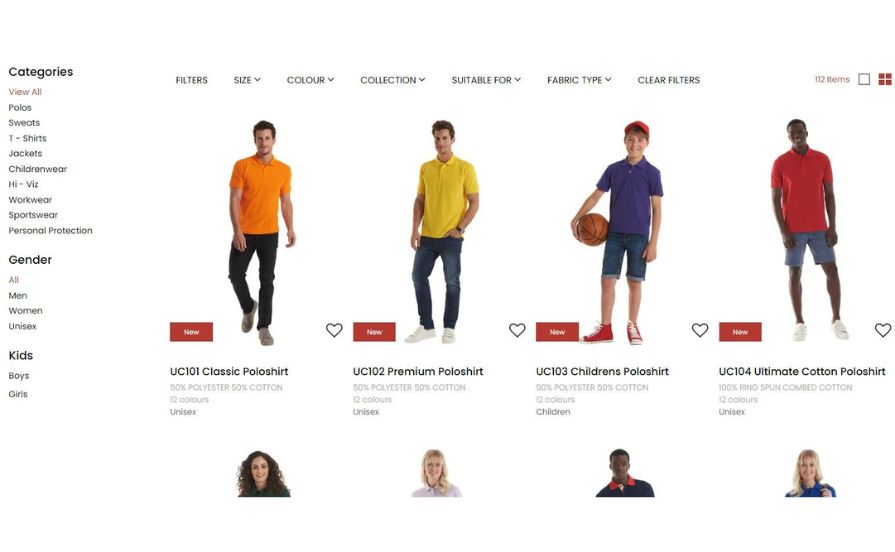 Categories
View All
Polos
Sweats
T - Shirts
Jackets
Childrenwear
Hi - Viz
Workwear
Sportswear
Personal Protection
Gender
All
Men
Women
Unisex
Kids
Boys
Girls
FILTERS SIZE COLOUR COLLECTION SUITABLE FOR FABRIC TYPE CLEAR FILTERS 112 Items
New New New New
UC101 Classic Poloshirt
50% POLYESTER 50% COTTON
12 colours
Unisex
UC102 Premium Poloshirt
50% POLYESTER 50% COTTON
12 colours
Unisex
UC103 Childrens Poloshirt
50% POLYESTER 50% COTTON
12 colours
Children
UC104 Ultimate Cotton Poloshirt
100% RING SPUN COMBED COTTON
12 colours
Unisex